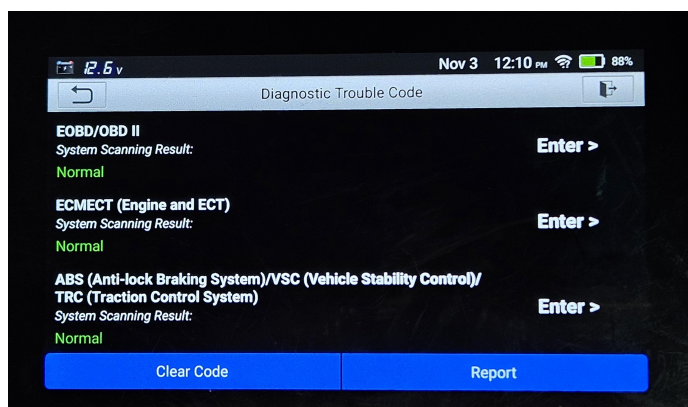 12.6 v
Nov 3 12:10 PM 88%
Diagnostic Trouble Code
EOBD/OBD II
System Scanning Result:
Enter >
Normal
ECMECT (Engine and ECT)
System Scanning Result:
Enter >
Normal
ABS (Anti-lock Braking System)/VSC (Vehicle Stability Control)/
TRC (Traction Control System)
Enter >
System Scanning Result:
Normal
Clear Code
Report